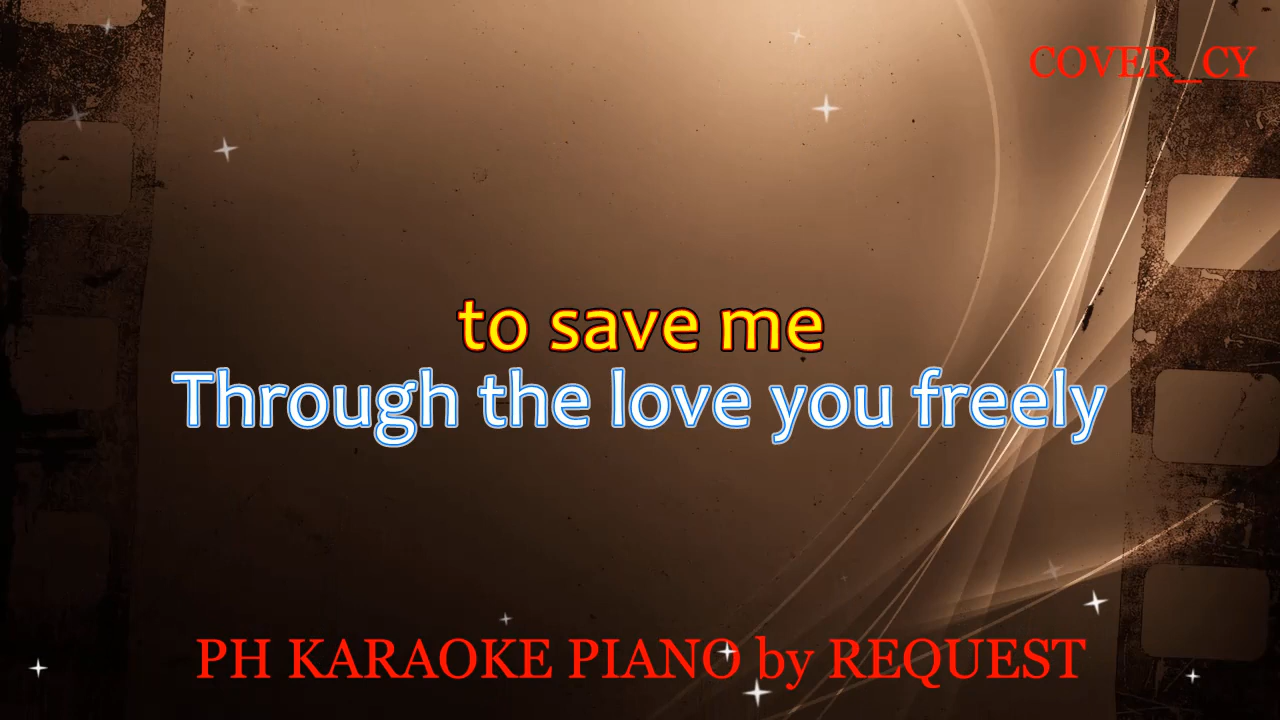 COVER_CY
to save me
Through the love you freely
PH KARAOKE PIANO by REQUEST